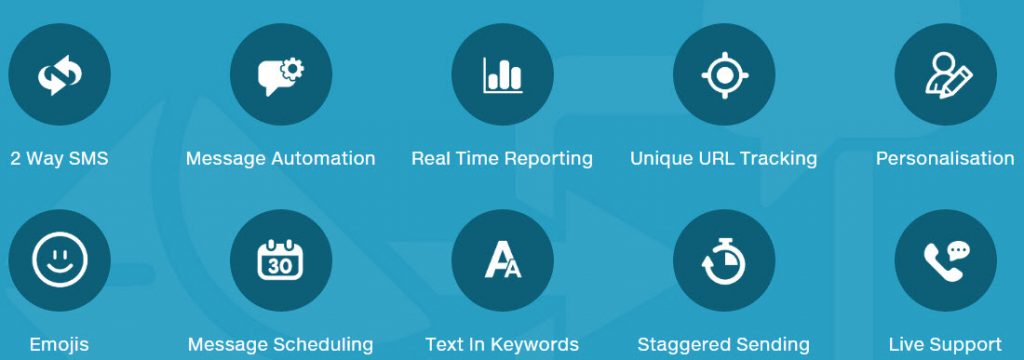 2 Way SMS
Message Automation
Real Time Reporting
Unique URL Tracking
Personalisation
30
A
A
Emojis
Message Scheduling
Text In Keywords
Staggered Sending
Live Support